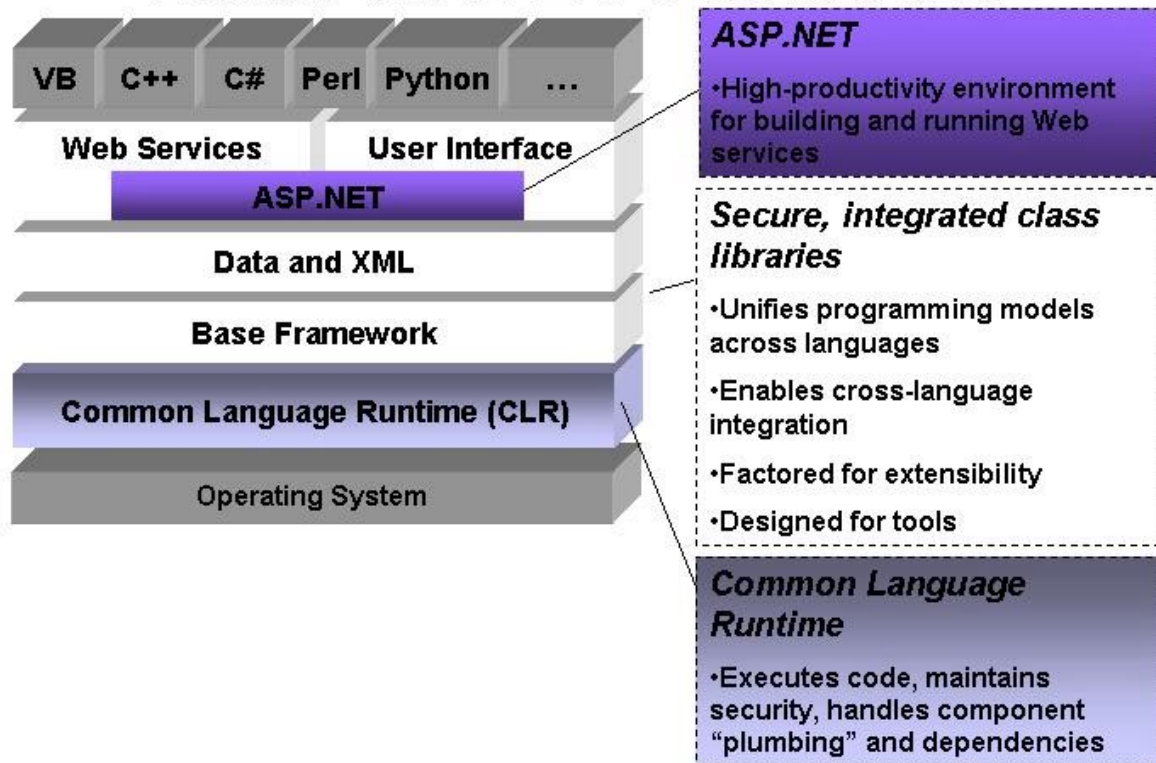 VB C++ C# Perl Python ...
Web Services User Interface
ASP.NET
Data and XML
Base Framework
Common Language Runtime (CLR)
Operating System
ASP.NET
•High-productivity environment
for building and running Web
services
Secure, integrated class
libraries
•Unifies programming models
across languages
•Enables cross-language
integration
•Factored for extensibility
•Designed for tools
Common Language
Runtime
•Executes code, maintains
security, handles component
“plumbing” and dependencies